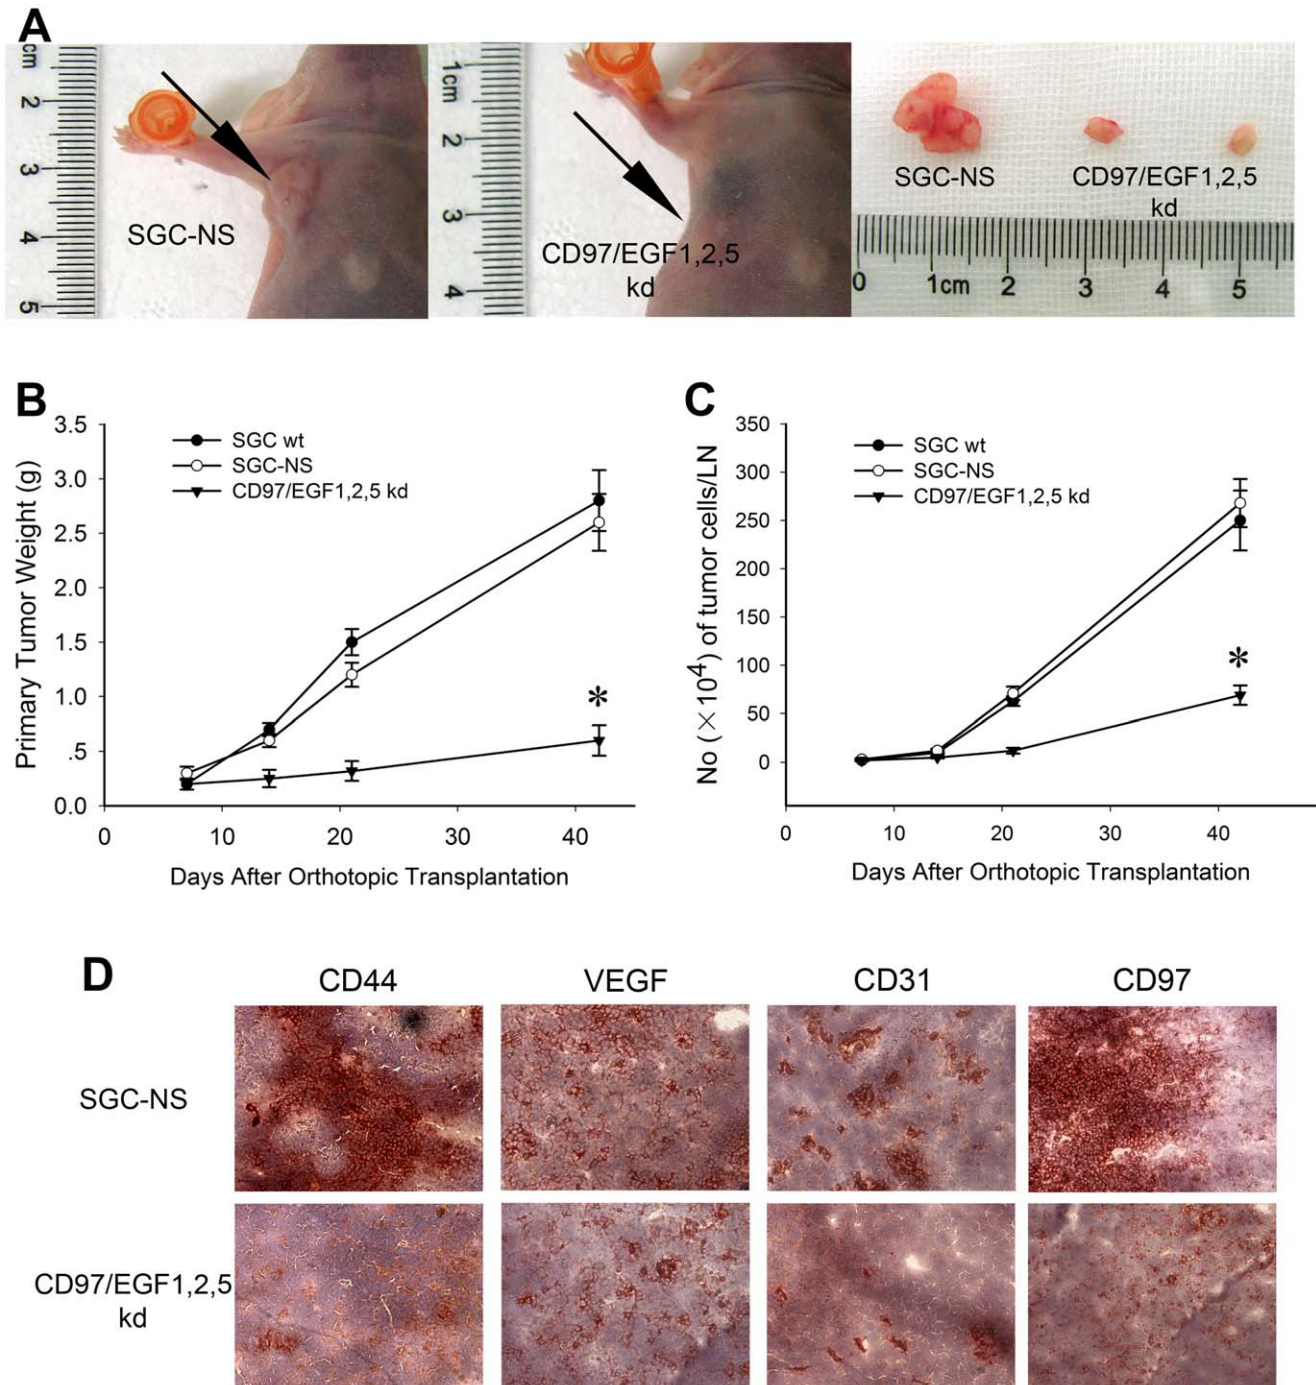 A
cm
2
3
4
5
SGC-NS
1cm
2
3
4
CD97/EGF1,2,5
kd
SGC-NS
CD97/EGF1,2,5
kd
0 1cm 2 3 4 5
B
3.5
3.0
2.5
2.0
1.5
1.0
.5
0.0
Primary Tumor Weight (g)
SGC wt
SGC-NS
CD97/EGF1,2,5 kd
*
0 10 20 30 40
Days After Orthotopic Transplantation
C
350
300
250
200
150
100
50
0
No (×10⁴) of tumor cells/LN
SGC wt
SGC-NS
CD97/EGF1,2,5 kd
*
0 10 20 30 40
Days After Orthotopic Transplantation
D
CD44 VEGF CD31 CD97
SGC-NS
CD97/EGF1,2,5
kd